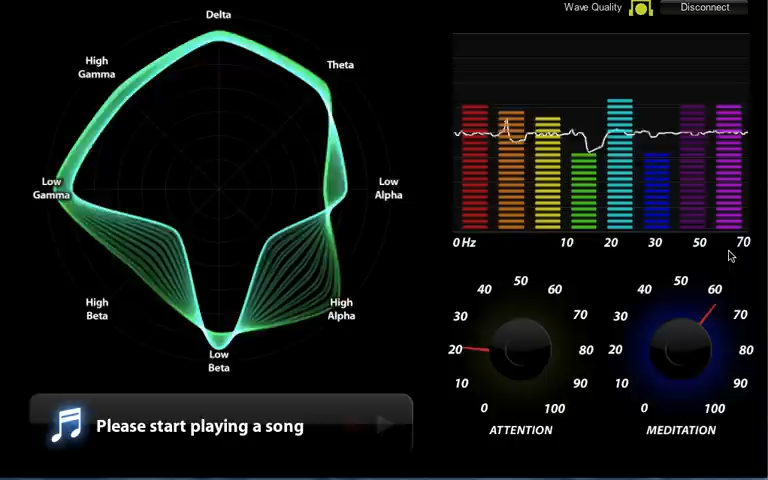 Wave Quality
Disconnect
Delta
High
Gamma
Theta
Low
Gamma
Low
Alpha
High
Beta
High
Alpha
Low
Beta
0 Hz 10 20 30 50 70
0 10 20 30 40 50 60 70 80 90 100
ATTENTION
0 10 20 30 40 50 60 70 80 90 100
MEDITATION
Please start playing a song